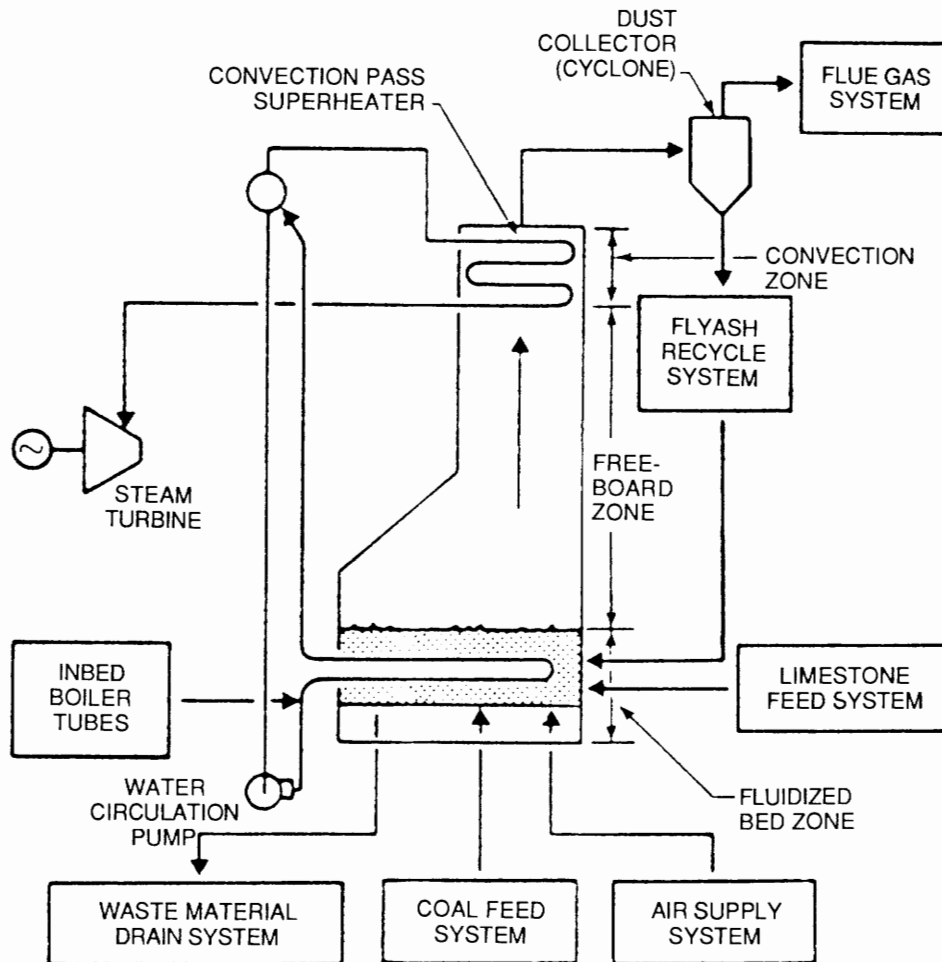 DUST
COLLECTOR
(CYCLONE)
FLUE GAS
SYSTEM
CONVECTION PASS
SUPERHEATER
CONVECTION
ZONE
FLYASH
RECYCLE
SYSTEM
STEAM
TURBINE
FREE-
BOARD
ZONE
INBED
BOILER
TUBES
LIMESTONE
FEED SYSTEM
WATER
CIRCULATION
PUMP
FLUIDIZED
BED ZONE
WASTE MATERIAL
DRAIN SYSTEM
COAL FEED
SYSTEM
AIR SUPPLY
SYSTEM